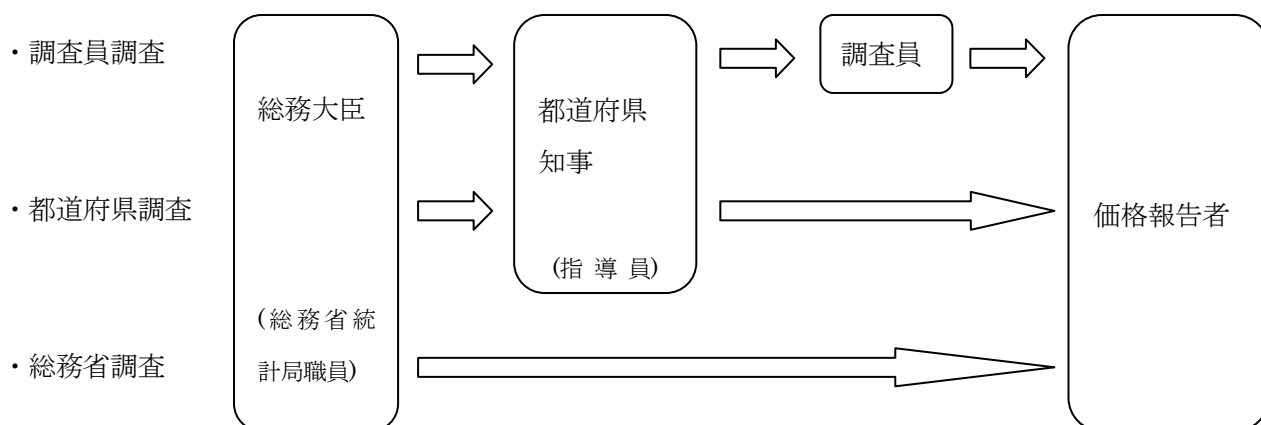 ・調査員調査
総務大臣
都道府県
知事
調査員
・都道府県調査
(指導員)
価格報告者
(総務省統
計局職員)
・総務省調査